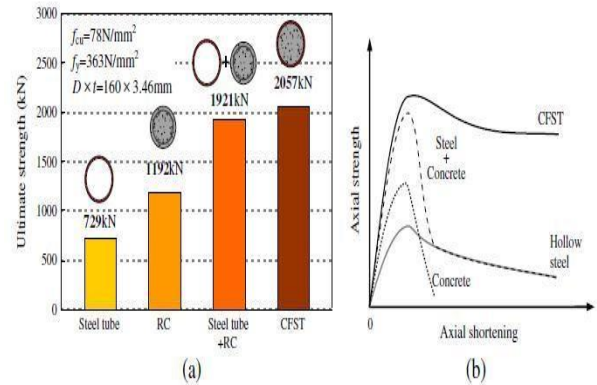 3000
2500
2000
1500
1000
500
0
Ultimate strength (kN)
f_cu=78N/mm²
f_y=363N/mm²
D × t=160 × 3.46mm
+
729kN
1192kN
1921kN
2057kN
Steel tube
RC
Steel tube
+RC
CFST
(a)
Axial strength
CFST
Steel
+
Concrete
Hollow
steel
Concrete
0
Axial shortening
(b)